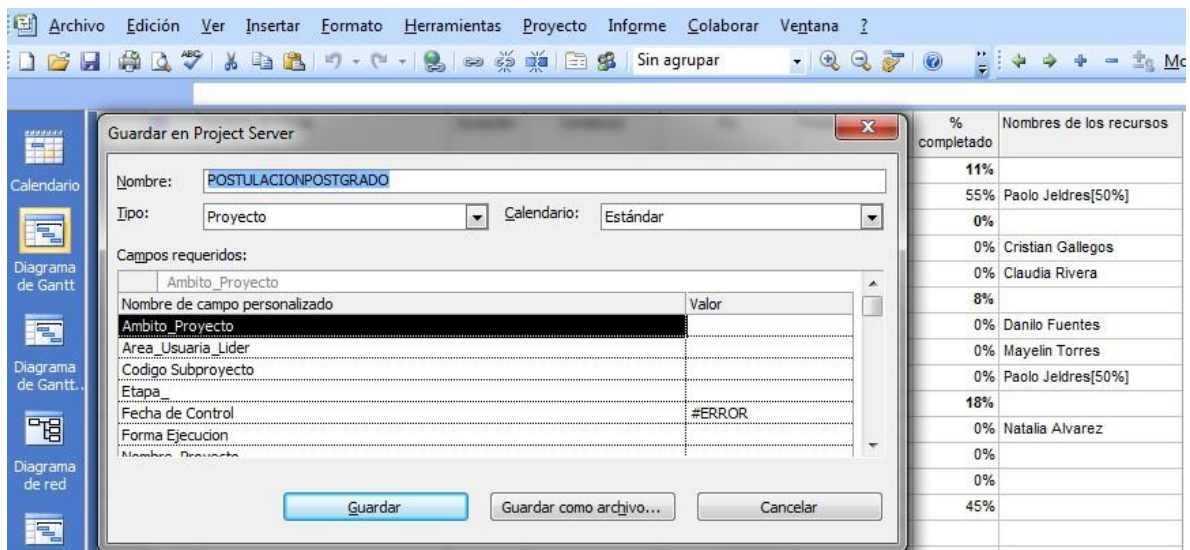 Archivo Edición Ver Insertar Formato Herramientas Proyecto Informe Colaborar Ventana ?
ABC Sin agrupar
Calendario
Diagrama
de Gantt
Diagrama
de Gantt..
Diagrama
de red
Guardar en Project Server
Nombre: POSTULACIONPOSTGRADO
Tipo: Proyecto Calendario: Estándar
Campos requeridos:
Ambito_Proyecto
Nombre de campo personalizado Valor
Ambito_Proyecto
Area_Usuaria_Lider
Codigo Subproyecto
Etapa_
Fecha de Control #ERROR
Forma Ejecucion
Nombre_Proyecto
Guardar Guardar como archivo... Cancelar
% completado Nombres de los recursos
11%
55% Paolo Jeldres[50%]
0%
0% Cristian Gallegos
0% Claudia Rivera
8%
0% Danilo Fuentes
0% Mayelin Torres
0% Paolo Jeldres[50%]
18%
0% Natalia Alvarez
0%
0%
45%